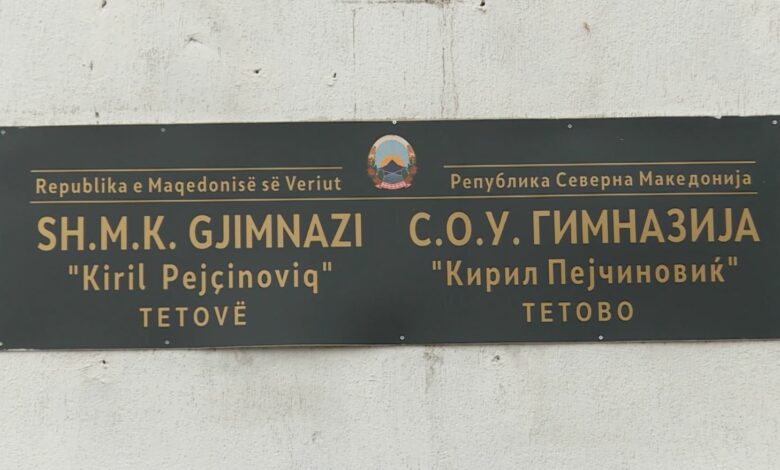 Republika e Maqedonisë së Veriut
SH.M.K. GJIMNAZI
"Kiril Pejçinoviq"
TETOVË
Република Северна Македонија
С.О.У. ГИМНАЗИЈА
"Кирил Пејчиновиќ"
ТЕТОВО